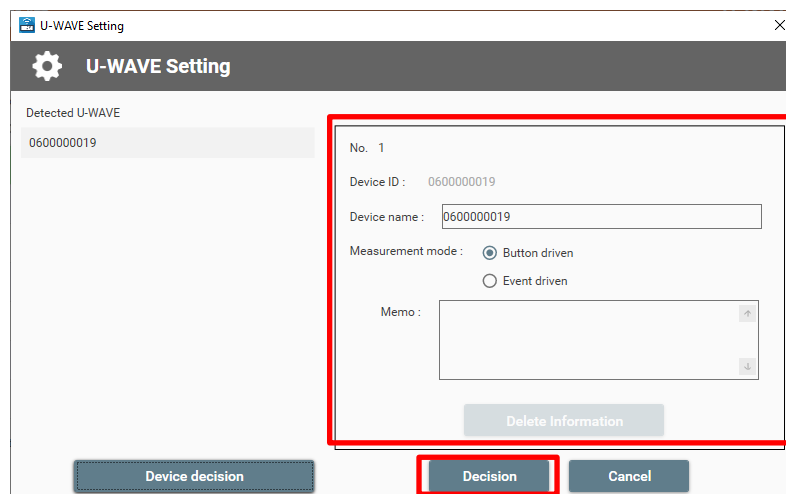 U-WAVE Setting
U-WAVE Setting
Detected U-WAVE
0600000019
No. 1
Device ID : 0600000019
Device name : 0600000019
Measurement mode : Button driven
Event driven
Memo :
Delete Information
Device decision
Decision
Cancel